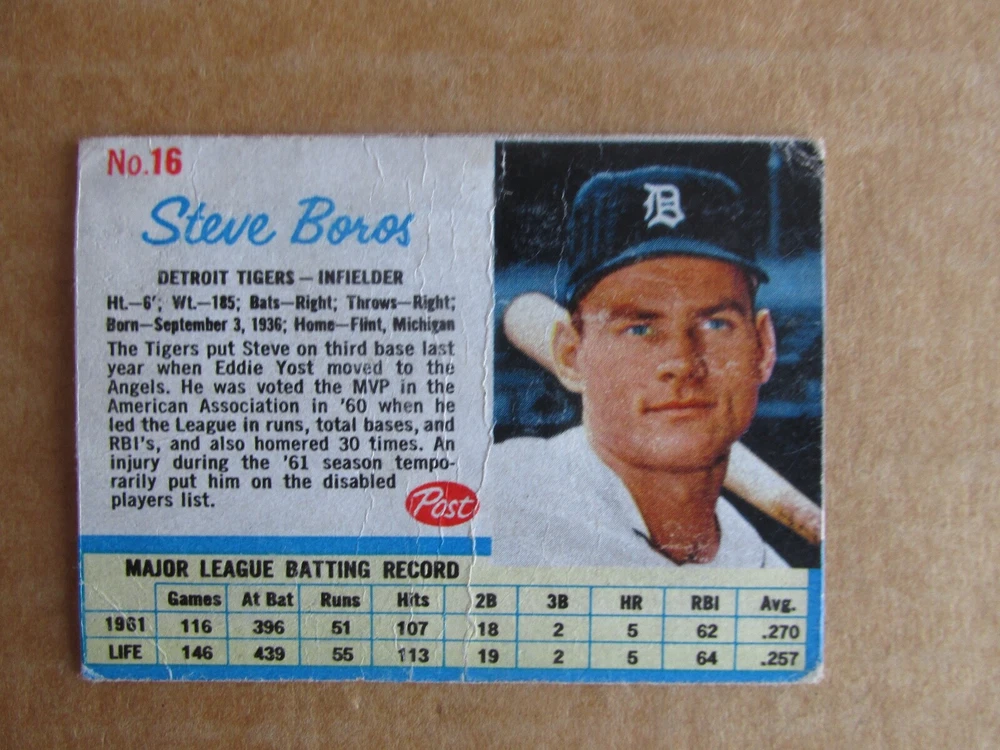 No.16
Steve Boros
DETROIT TIGERS — INFIELDER
Ht.—6'; Wt.—185; Bats—Right; Throws—Right;
Born—September 3, 1936; Home—Flint, Michigan
The Tigers put Steve on third base last
year when Eddie Yost moved to the
Angels. He was voted the MVP in the
American Association in '60 when he
led the League in runs, total bases, and
RBI's, and also homered 30 times. An
injury during the '61 season tempo-
rarily put him on the disabled
players list.
Post
D
MAJOR LEAGUE BATTING RECORD
Games At Bat Runs Hits 2B 3B HR RBI Avg.
1961 116 396 51 107 18 2 5 62 .270
LIFE 146 439 55 113 19 2 5 64 .257